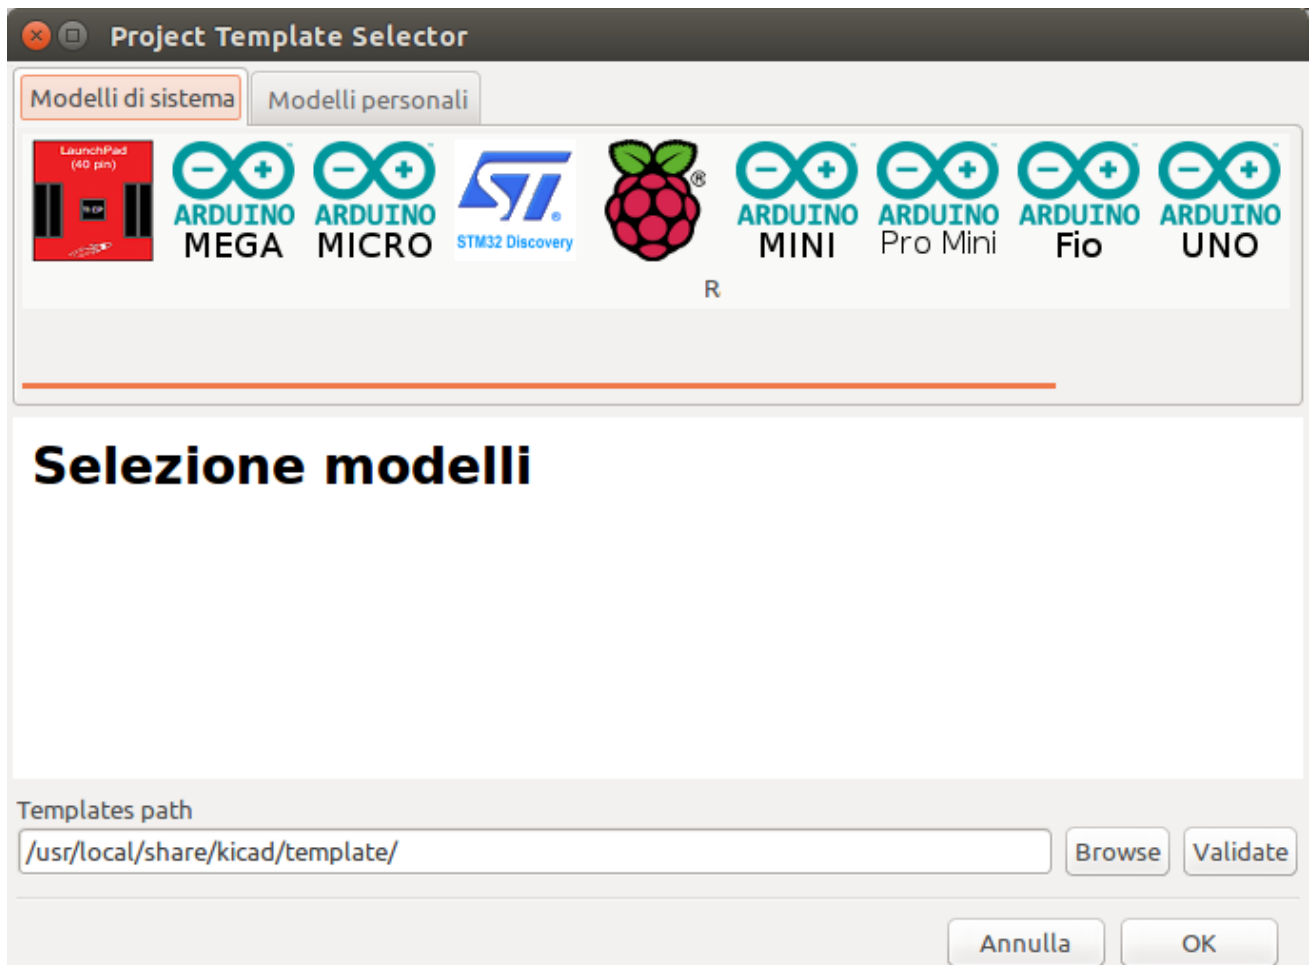 Project Template Selector
Modelli di sistema
Modelli personali
LaunchPad
(40 pin)
ARDUINO
MEGA
ARDUINO
MICRO
STM32 Discovery
®
ARDUINO
MINI
ARDUINO
Pro Mini
ARDUINO
Fio
ARDUINO
UNO
R
Selezione modelli
Templates path
/usr/local/share/kicad/template/
Browse
Validate
Annulla
OK